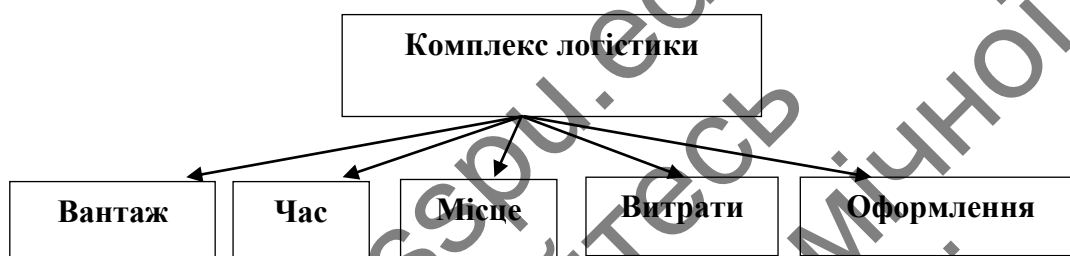 Комплекс логістики
Вантаж
Час
Місце
Витрати
Оформлення